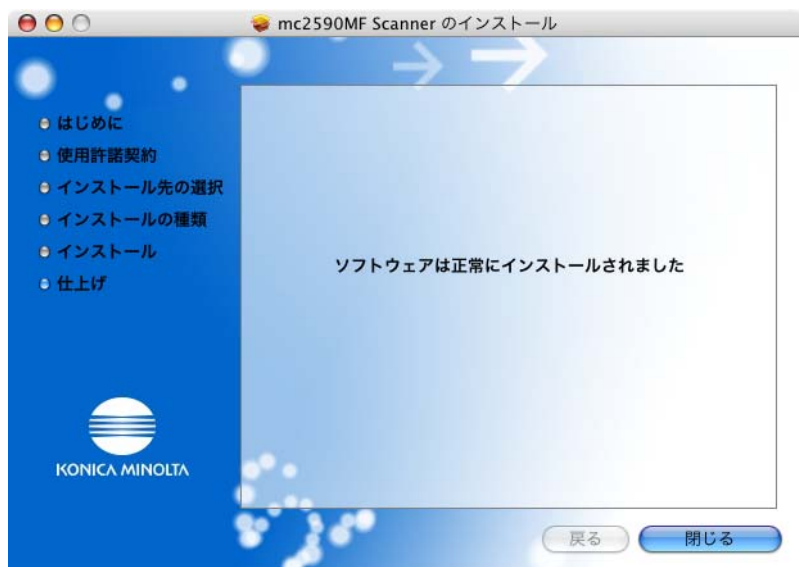 mc2590MF Scanner のインストール
はじめに
使用許諾契約
インストール先の選択
インストールの種類
インストール
仕上げ
ソフトウェアは正常にインストールされました
KONICA MINOLTA
戻る
閉じる